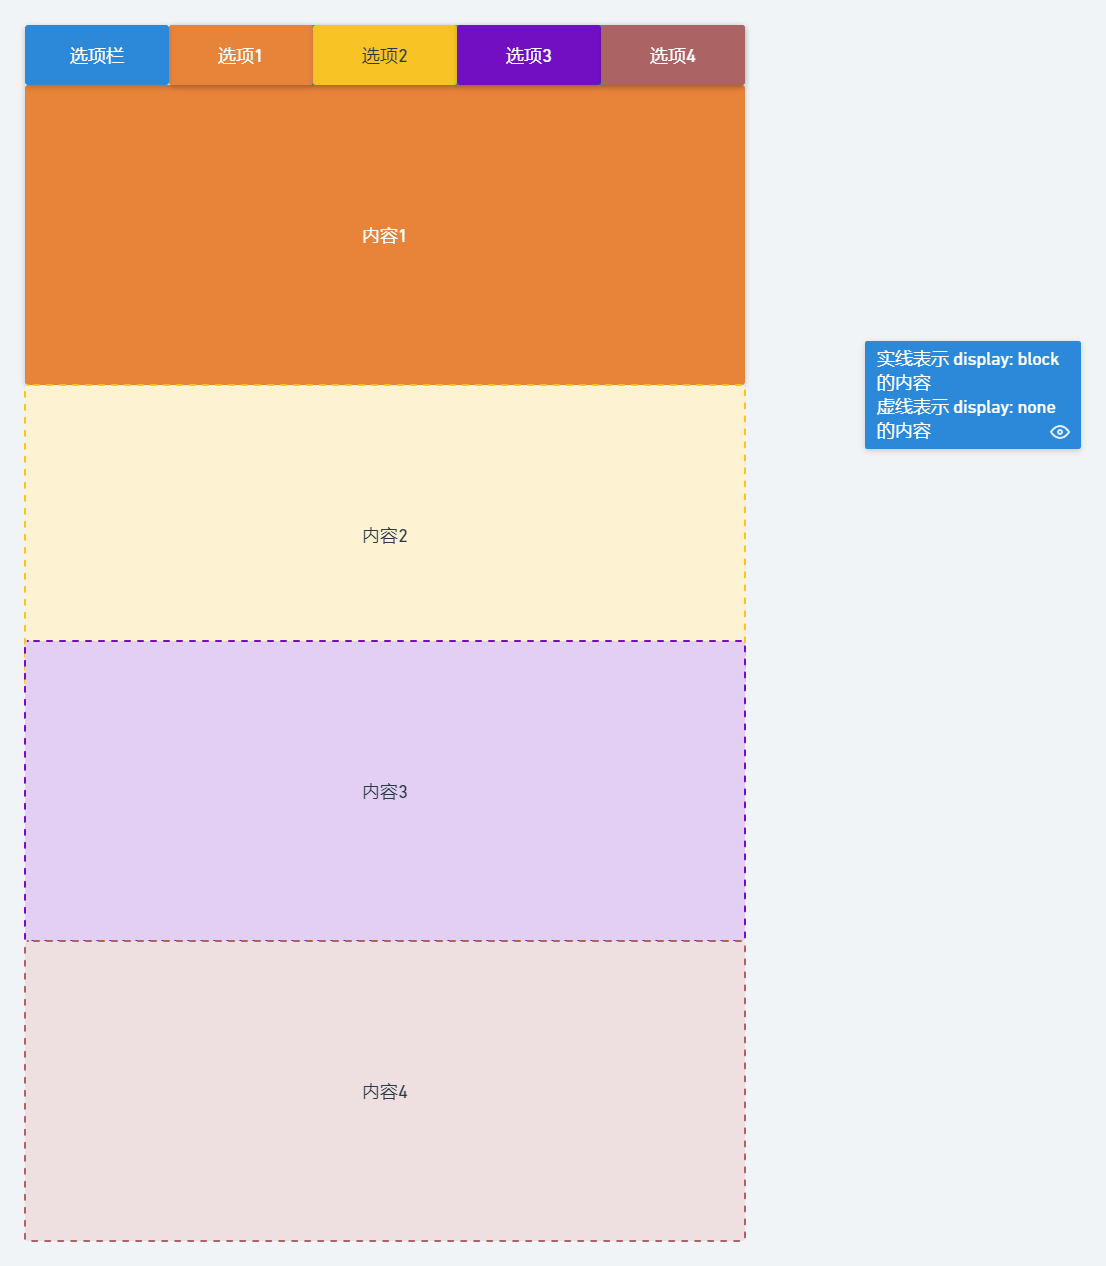 选项栏
选项1
选项2
选项3
选项4
内容1
实线表示 display: block
的内容
虚线表示 display: none
的内容
内容2
内容3
内容4